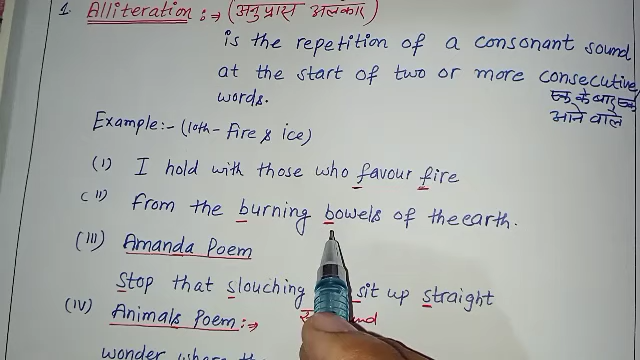 1. Alliteration :→ (अनुप्रास अलंकार)
is the repetition of a consonant sound
at the start of two or more consecutive
words.
एक के बाद एक
आने वाले
Example:- (10th- Fire & ice)
(I) I hold with those who favour fire
(II) From the burning bowels of the earth.
(III) Amanda Poem
Stop that slouching sit up straight
(IV) Animals Poem :→
wonder where